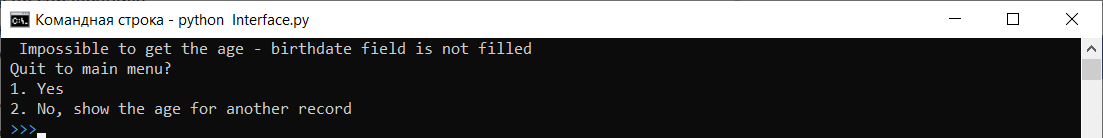 Командная строка - python  Interface.py
Impossible to get the age - birthdate field is not filled
Quit to main menu?
1. Yes
2. No, show the age for another record
>>>